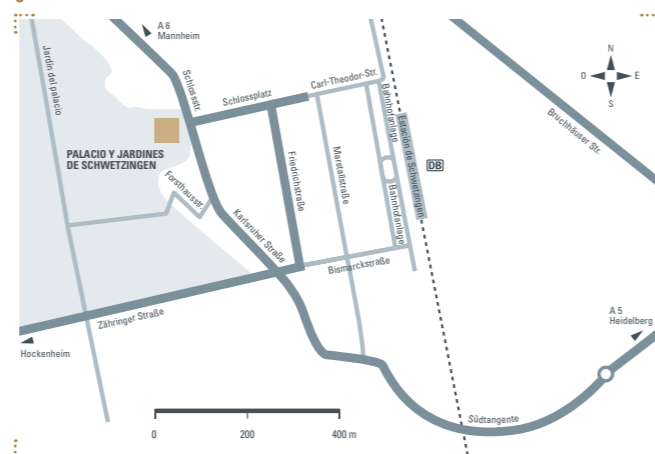 A 6
Mannheim
N
O
E
S
Jardín del palacio
Schlossstr.
Schlossplatz
Carl-Theodor-Str.
Bahnhofanlage
Estación de Schwetzingen
DB
Bruchhäuser Str.
PALACIO Y JARDINES
DE SCHWETZINGEN
Forsthausstr.
Friedrichstraße
Marstallstraße
Bahnhofanlage
Karlsruher Straße
Bismarckstraße
Zähringer Straße
Hockenheim
A 5
Heidelberg
Südtangente
0
200
400 m